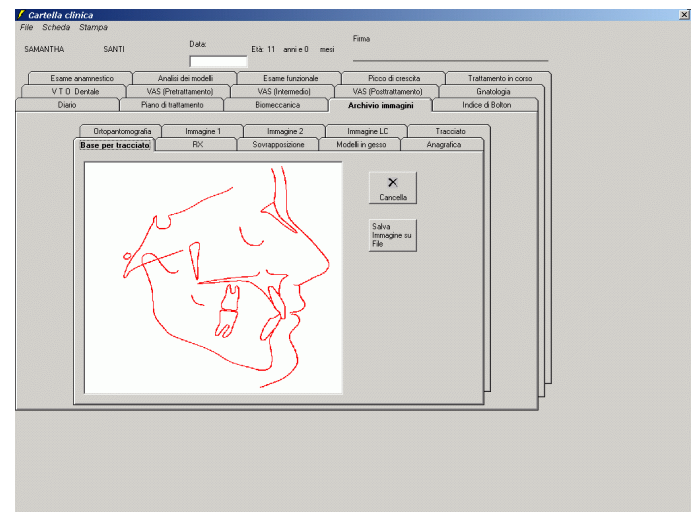 Cartella clinica
File Scheda Stampa
SAMANTHA SANTI Data: Età: 11 anni e 0 mesi Firma
Esame anamnestico Analisi dei modelli Esame funzionale Picco di crescita Trattamento in corso
V T O Dentale VAS (Pretrattamento) VAS (Intermedio) VAS (Posttrattamento) Gnatologia
Diario Piano di trattamento Biomeccanica Archivio immagini Indice di Bolton
Ortopantomografia Immagine 1 Immagine 2 Immagine LC Tracciato
Base per tracciato RX Sovrapposizione Modelli in gesso Anagrafica
Cancella
Salva
Immagine su
File